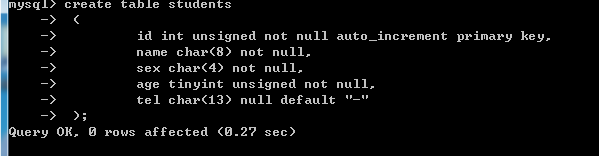 mysql> create table students
    -> (
    ->         id int unsigned not null auto_increment primary key,
    ->         name char(8) not null,
    ->         sex char(4) not null,
    ->         age tinyint unsigned not null,
    ->         tel char(13) null default "-"
    -> );
Query OK, 0 rows affected (0.27 sec)